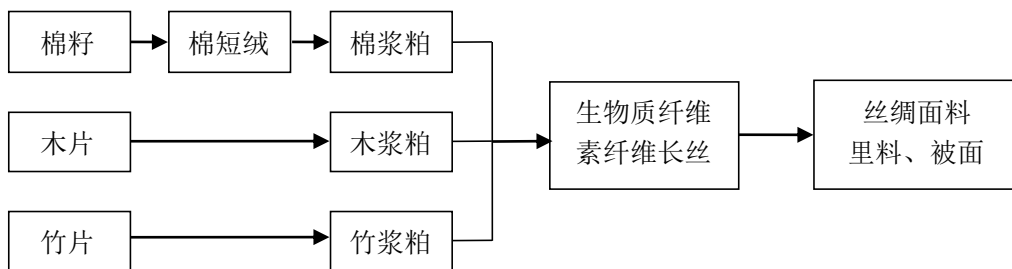 棉籽
棉短绒
棉浆粕
木片
木浆粕
竹片
竹浆粕
生物质纤维
素纤维长丝
丝绸面料
里料、被面